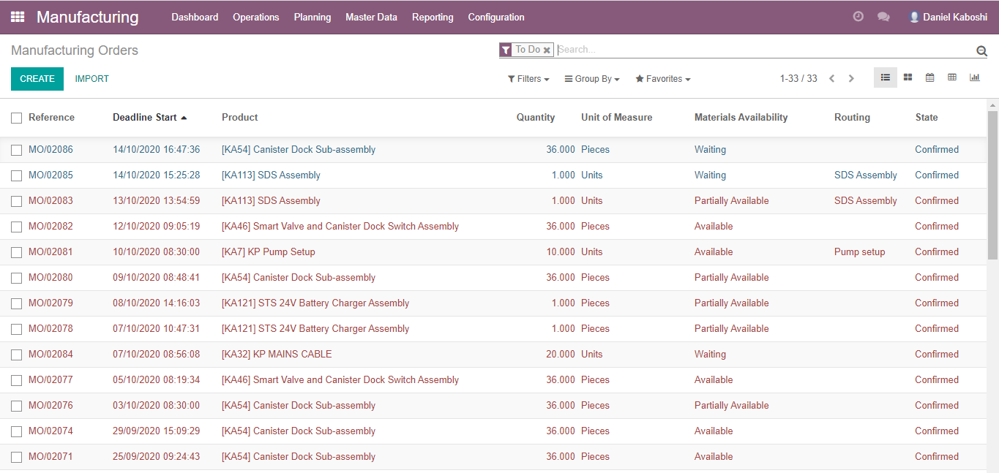 Manufacturing Dashboard Operations Planning Master Data Reporting Configuration Daniel Kaboshi
Manufacturing Orders To Do Search...
CREATE IMPORT Filters Group By Favorites 1-33 / 33
Reference Deadline Start Product Quantity Unit of Measure Materials Availability Routing State
MO/02086 14/10/2020 16:47:36 [KA54] Canister Dock Sub-assembly 36.000 Pieces Waiting Confirmed
MO/02085 14/10/2020 15:25:28 [KA113] SDS Assembly 1.000 Units Waiting SDS Assembly Confirmed
MO/02083 13/10/2020 13:54:59 [KA113] SDS Assembly 1.000 Units Partially Available SDS Assembly Confirmed
MO/02082 12/10/2020 09:05:19 [KA46] Smart Valve and Canister Dock Switch Assembly 36.000 Pieces Available Confirmed
MO/02081 10/10/2020 08:30:00 [KA7] KP Pump Setup 10.000 Units Available Pump setup Confirmed
MO/02080 09/10/2020 08:48:41 [KA54] Canister Dock Sub-assembly 36.000 Pieces Partially Available Confirmed
MO/02079 08/10/2020 14:16:03 [KA121] STS 24V Battery Charger Assembly 1.000 Pieces Partially Available Confirmed
MO/02078 07/10/2020 10:47:31 [KA121] STS 24V Battery Charger Assembly 1.000 Pieces Partially Available Confirmed
MO/02084 07/10/2020 08:56:08 [KA32] KP MAINS CABLE 20.000 Units Waiting Confirmed
MO/02077 05/10/2020 08:19:34 [KA46] Smart Valve and Canister Dock Switch Assembly 36.000 Pieces Available Confirmed
MO/02076 03/10/2020 08:30:00 [KA54] Canister Dock Sub-assembly 36.000 Pieces Partially Available Confirmed
MO/02074 29/09/2020 15:09:29 [KA54] Canister Dock Sub-assembly 36.000 Pieces Available Confirmed
MO/02071 25/09/2020 09:24:43 [KA54] Canister Dock Sub-assembly 36.000 Pieces Available Confirmed